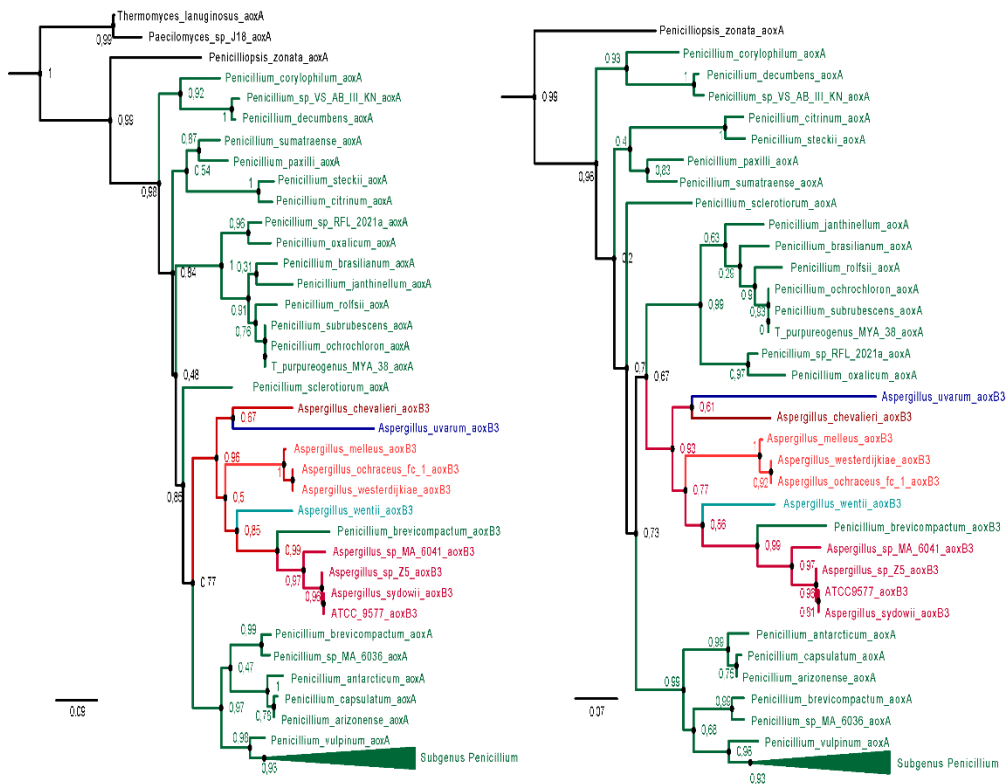 Thermomyces_lanuginosus_aoxA
Paecilomyces_sp_J18_aoxA
0,99
1
Penicilliopsis_zonata_aoxA
0,99
Penicillium_corylophilum_aoxA
0,92
Penicillium_sp_VS_AB_III_KN_aoxA
1
Penicillium_decumbens_aoxA
0,98
Penicillium_sumatraense_aoxA
0,87
Penicillium_paxilli_aoxA
0,54
Penicillium_steckii_aoxA
1
Penicillium_citrinum_aoxA
0,84
Penicillium_sp_RFL_2021a_aoxA
0,96
Penicillium_oxalicum_aoxA
1
Penicillium_brasilianum_aoxA
0,31
Penicillium_janthinellum_aoxA
0,91
Penicillium_rolfsii_aoxA
0,76
Penicillium_subrubescens_aoxA
Penicillium_ochrochloron_aoxA
T_purpureogenus_MYA_38_aoxA
0,48
Penicillium_sclerotiorum_aoxA
Aspergillus_chevalieri_aoxB3
0,67
Aspergillus_uvarum_aoxB3
0,96
Aspergillus_melleus_aoxB3
Aspergillus_ochraceus_fc_1_aoxB3
1
Aspergillus_westerdijkiae_aoxB3
0,5
0,86
Aspergillus_wentii_aoxB3
0,85
Penicillium_brevicompactum_aoxB3
0,99
Aspergillus_sp_MA_6041_aoxB3
0,97
Aspergillus_sp_Z5_aoxB3
0,96
Aspergillus_sydowii_aoxB3
ATCC_9577_aoxB3
0,77
Penicillium_brevicompactum_aoxA
0,99
Penicillium_sp_MA_6036_aoxA
0,47
Penicillium_antarcticum_aoxA
1
Penicillium_capsulatum_aoxA
0,76
Penicillium_arizonense_aoxA
0,97
Penicillium_vulpinum_aoxA
0,98
Subgenus Penicillium
0,93
0.09
Penicilliopsis_zonata_aoxA
0,99
Penicillium_corylophilum_aoxA
0,93
Penicillium_decumbens_aoxA
1
Penicillium_sp_VS_AB_III_KN_aoxA
0,96
Penicillium_citrinum_aoxA
0,4
Penicillium_steckii_aoxA
1
Penicillium_paxilli_aoxA
0,83
Penicillium_sumatraense_aoxA
Penicillium_sclerotiorum_aoxA
0,2
Penicillium_janthinellum_aoxA
0,63
Penicillium_brasilianum_aoxA
0,28
Penicillium_rolfsii_aoxA
0,9
Penicillium_ochrochloron_aoxA
0,93
Penicillium_subrubescens_aoxA
0
T_purpureogenus_MYA_38_aoxA
0,99
Penicillium_sp_RFL_2021a_aoxA
0,97
Penicillium_oxalicum_aoxA
0,7
0,67
Aspergillus_uvarum_aoxB3
0,61
Aspergillus_chevalieri_aoxB3
0,93
Aspergillus_melleus_aoxB3
1
Aspergillus_westerdijkiae_aoxB3
0,92
Aspergillus_ochraceus_fc_1_aoxB3
0,77
Aspergillus_wentii_aoxB3
0,66
Penicillium_brevicompactum_aoxB3
0,73
0,99
Aspergillus_sp_MA_6041_aoxB3
0,97
Aspergillus_sp_Z5_aoxB3
0,98
ATCC9577_aoxB3
0,81
Aspergillus_sydowii_aoxB3
Penicillium_antarcticum_aoxA
0,99
Penicillium_capsulatum_aoxA
0,75
Penicillium_arizonense_aoxA
0,99
Penicillium_brevicompactum_aoxA
0,99
Penicillium_sp_MA_6036_aoxA
0,68
Penicillium_vulpinum_aoxA
0,96
Subgenus Penicillium
0,93
0.07